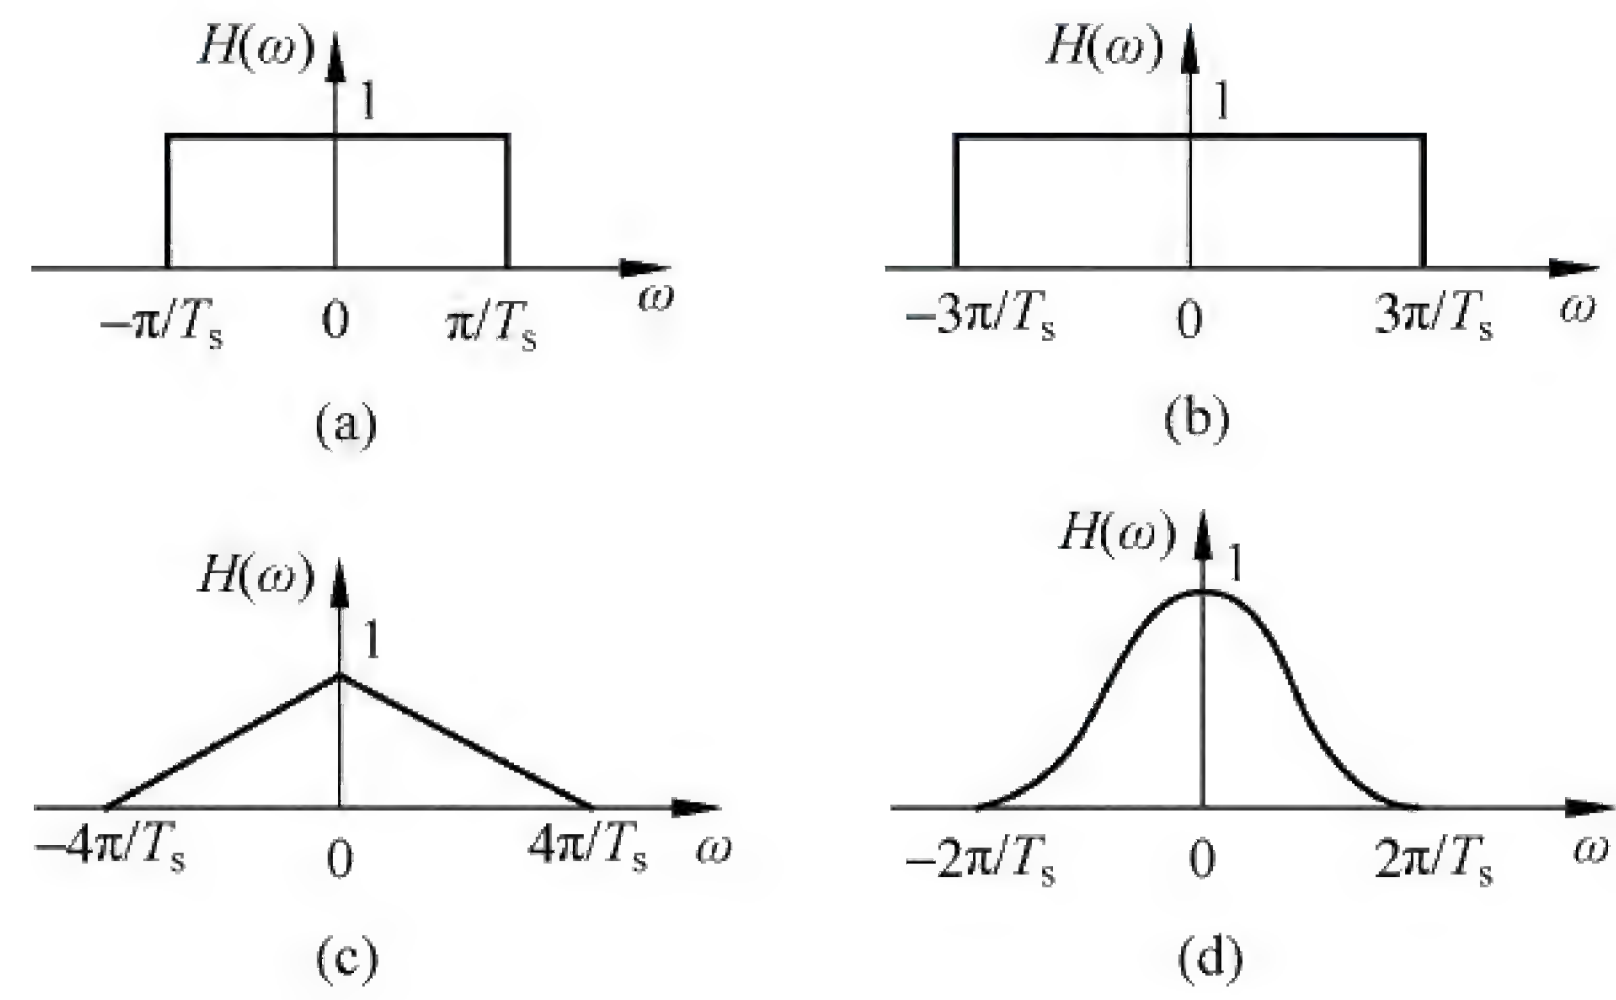 H(ω)
1
–π/Ts 0 π/Ts ω
(a)
H(ω)
1
–3π/Ts 0 3π/Ts ω
(b)
H(ω)
1
–4π/Ts 0 4π/Ts ω
(c)
H(ω)
1
–2π/Ts 0 2π/Ts ω
(d)